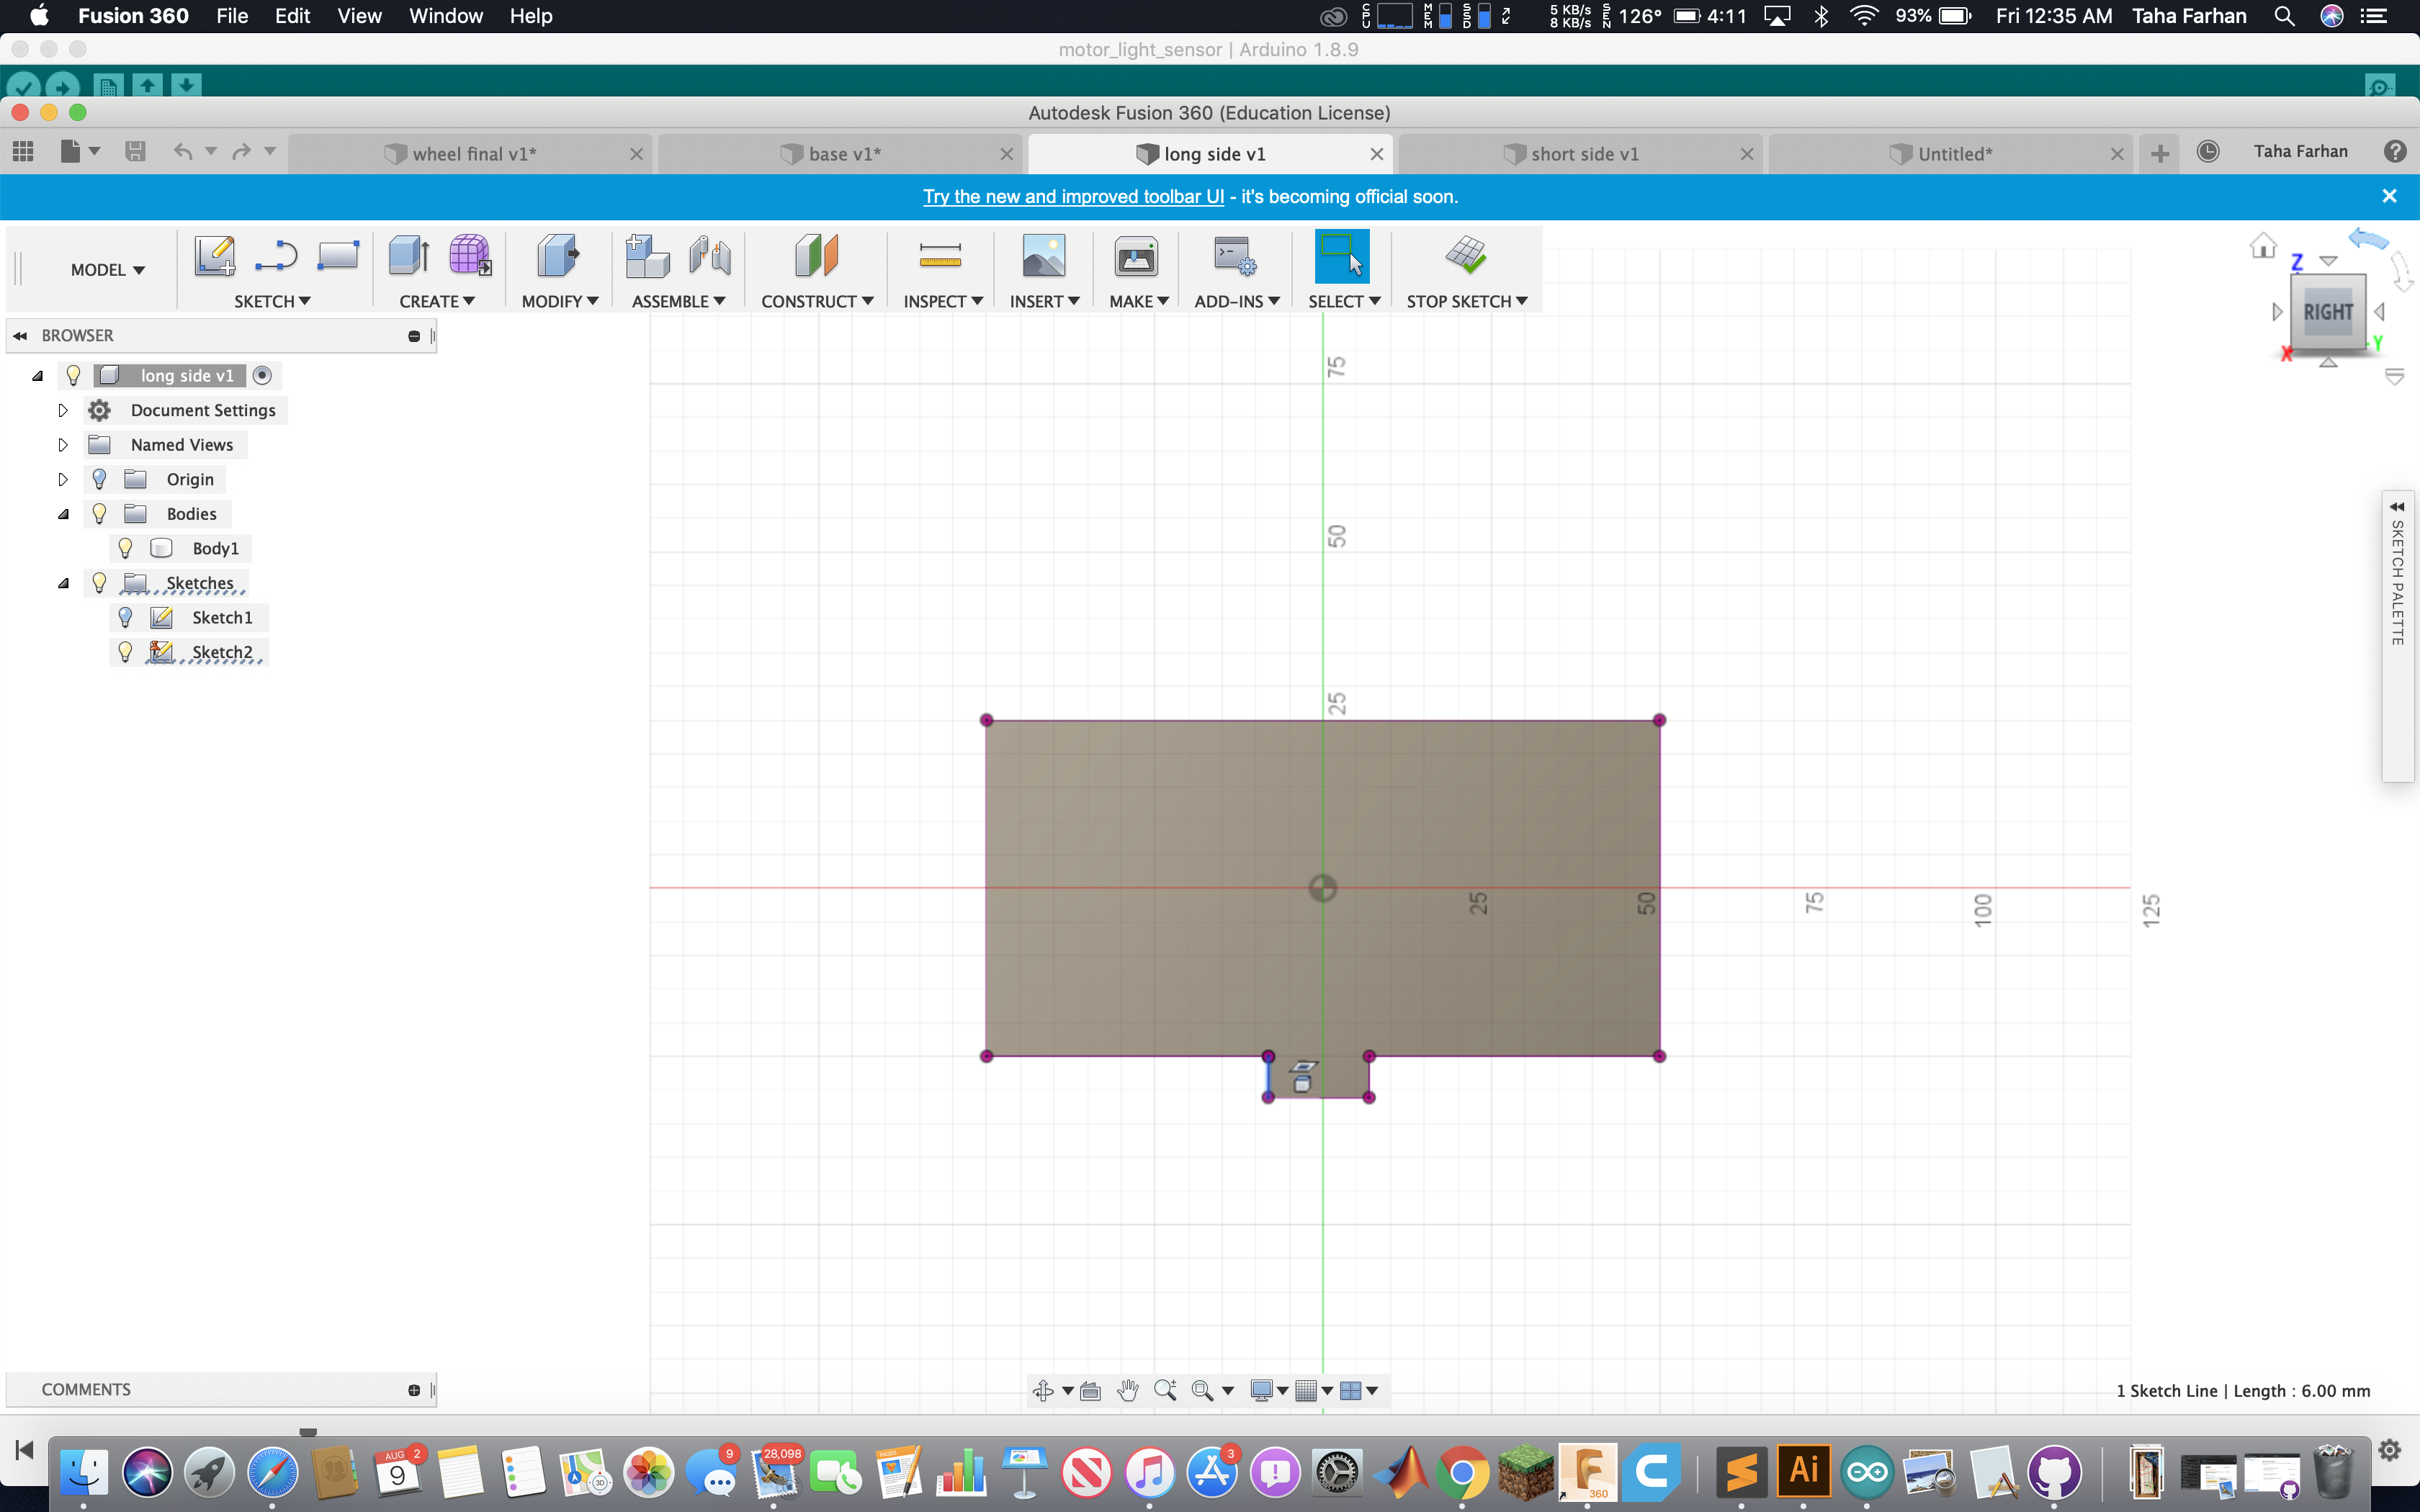 Fusion 360 File Edit View Window Help CPU MEM SSD 5 KB/s 8 KB/s SEN 126° 4:11 93% Fri 12:35 AM Taha Farhan
motor_light_sensor | Arduino 1.8.9
Autodesk Fusion 360 (Education License)
wheel final v1* base v1* long side v1 short side v1 Untitled* Taha Farhan
Try the new and improved toolbar UI - it's becoming official soon.
MODEL
SKETCH CREATE MODIFY ASSEMBLE CONSTRUCT INSPECT INSERT MAKE ADD-INS SELECT STOP SKETCH
Z
RIGHT
Y
X
BROWSER
long side v1
Document Settings
Named Views
Origin
Bodies
Body1
Sketches
Sketch1
Sketch2
SKETCH PALETTE
75
50
25
25 50 75 100 125
COMMENTS
1 Sketch Line | Length : 6.00 mm
AUG 9 2 9 28,098 3 360 Ai